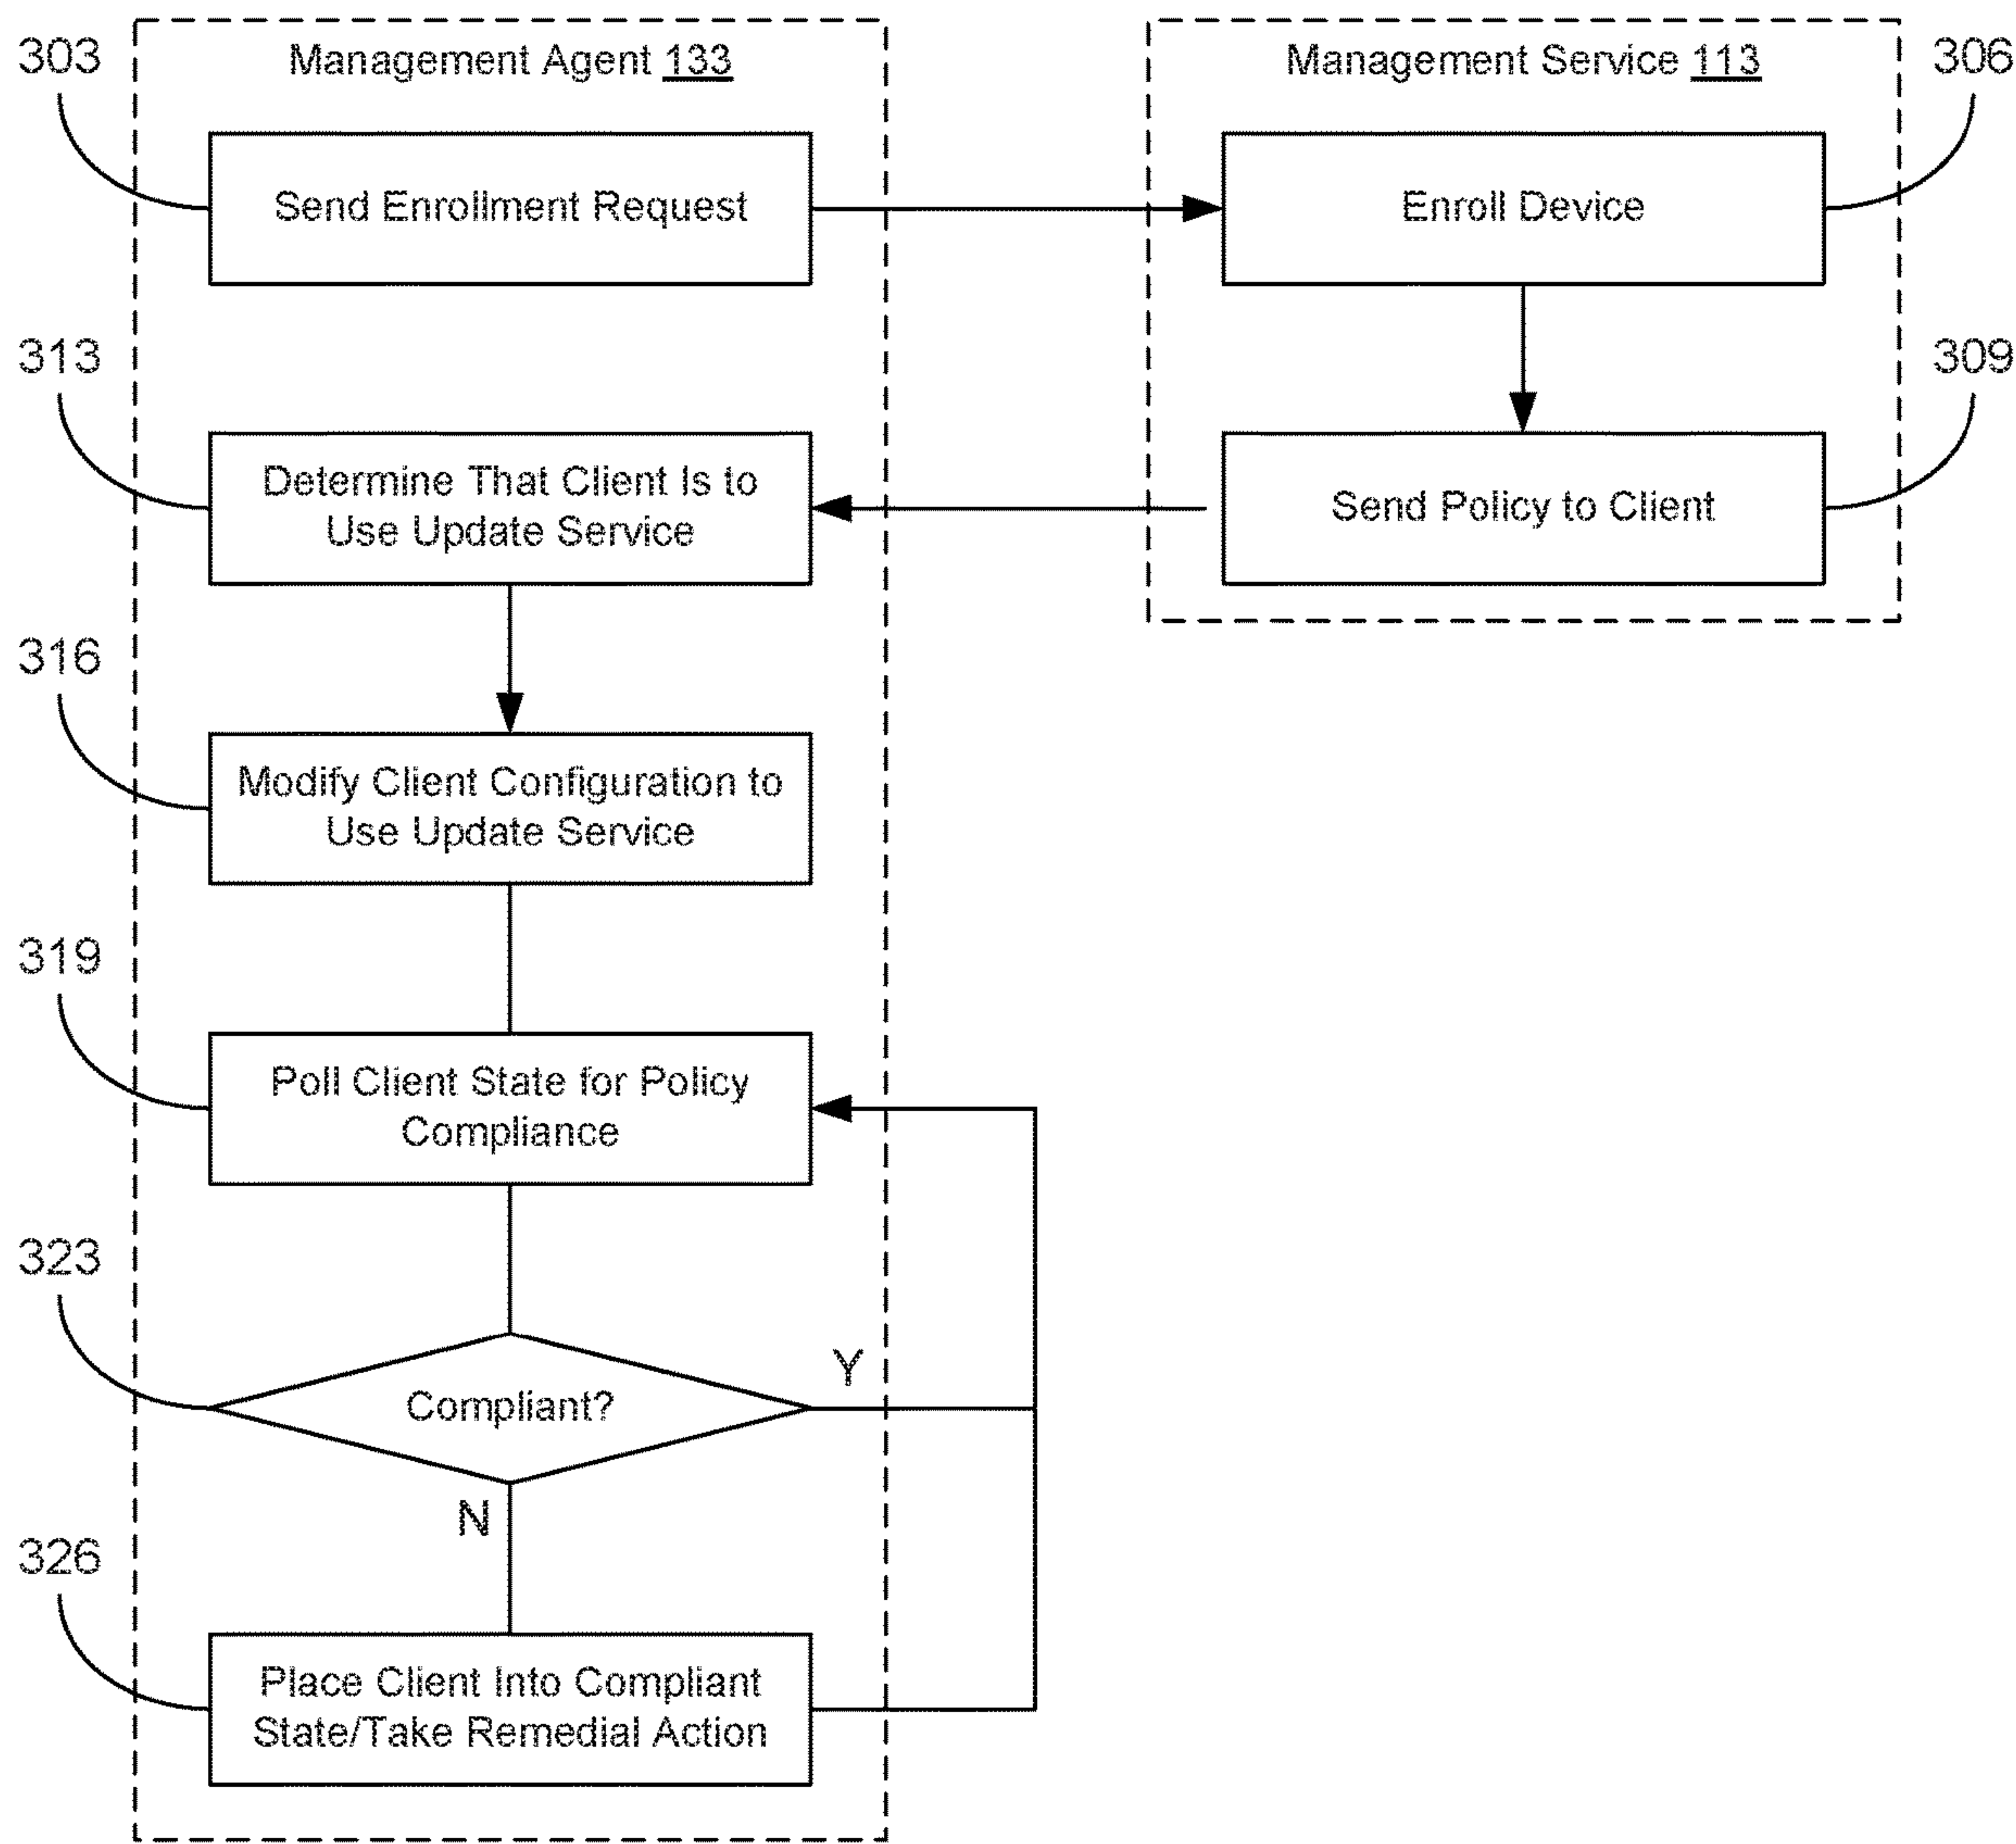 303
Management Agent 133
Management Service 113
306
Send Enrollment Request
Enroll Device
313
309
Determine That Client Is to
Use Update Service
Send Policy to Client
316
Modify Client Configuration to
Use Update Service
319
Poll Client State for Policy
Compliance
323
Y
Compliant?
N
326
Place Client Into Compliant
State/Take Remedial Action